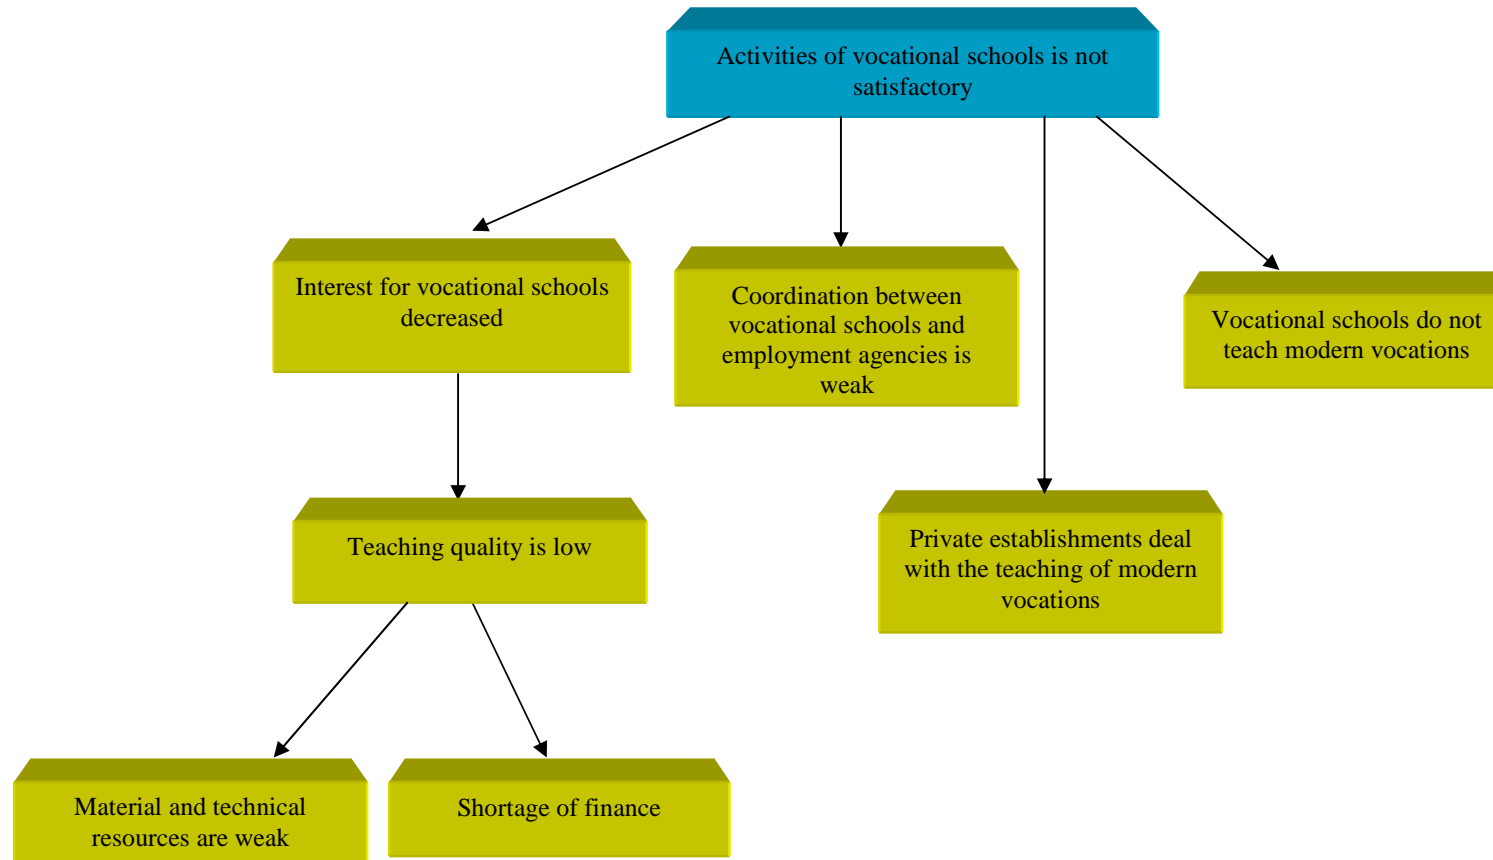 Activities of vocational schools is not
satisfactory
Interest for vocational schools
decreased
Coordination between
vocational schools and
employment agencies is
weak
Vocational schools do not
teach modern vocations
Teaching quality is low
Private establishments deal
with the teaching of modern
vocations
Material and technical
resources are weak
Shortage of finance